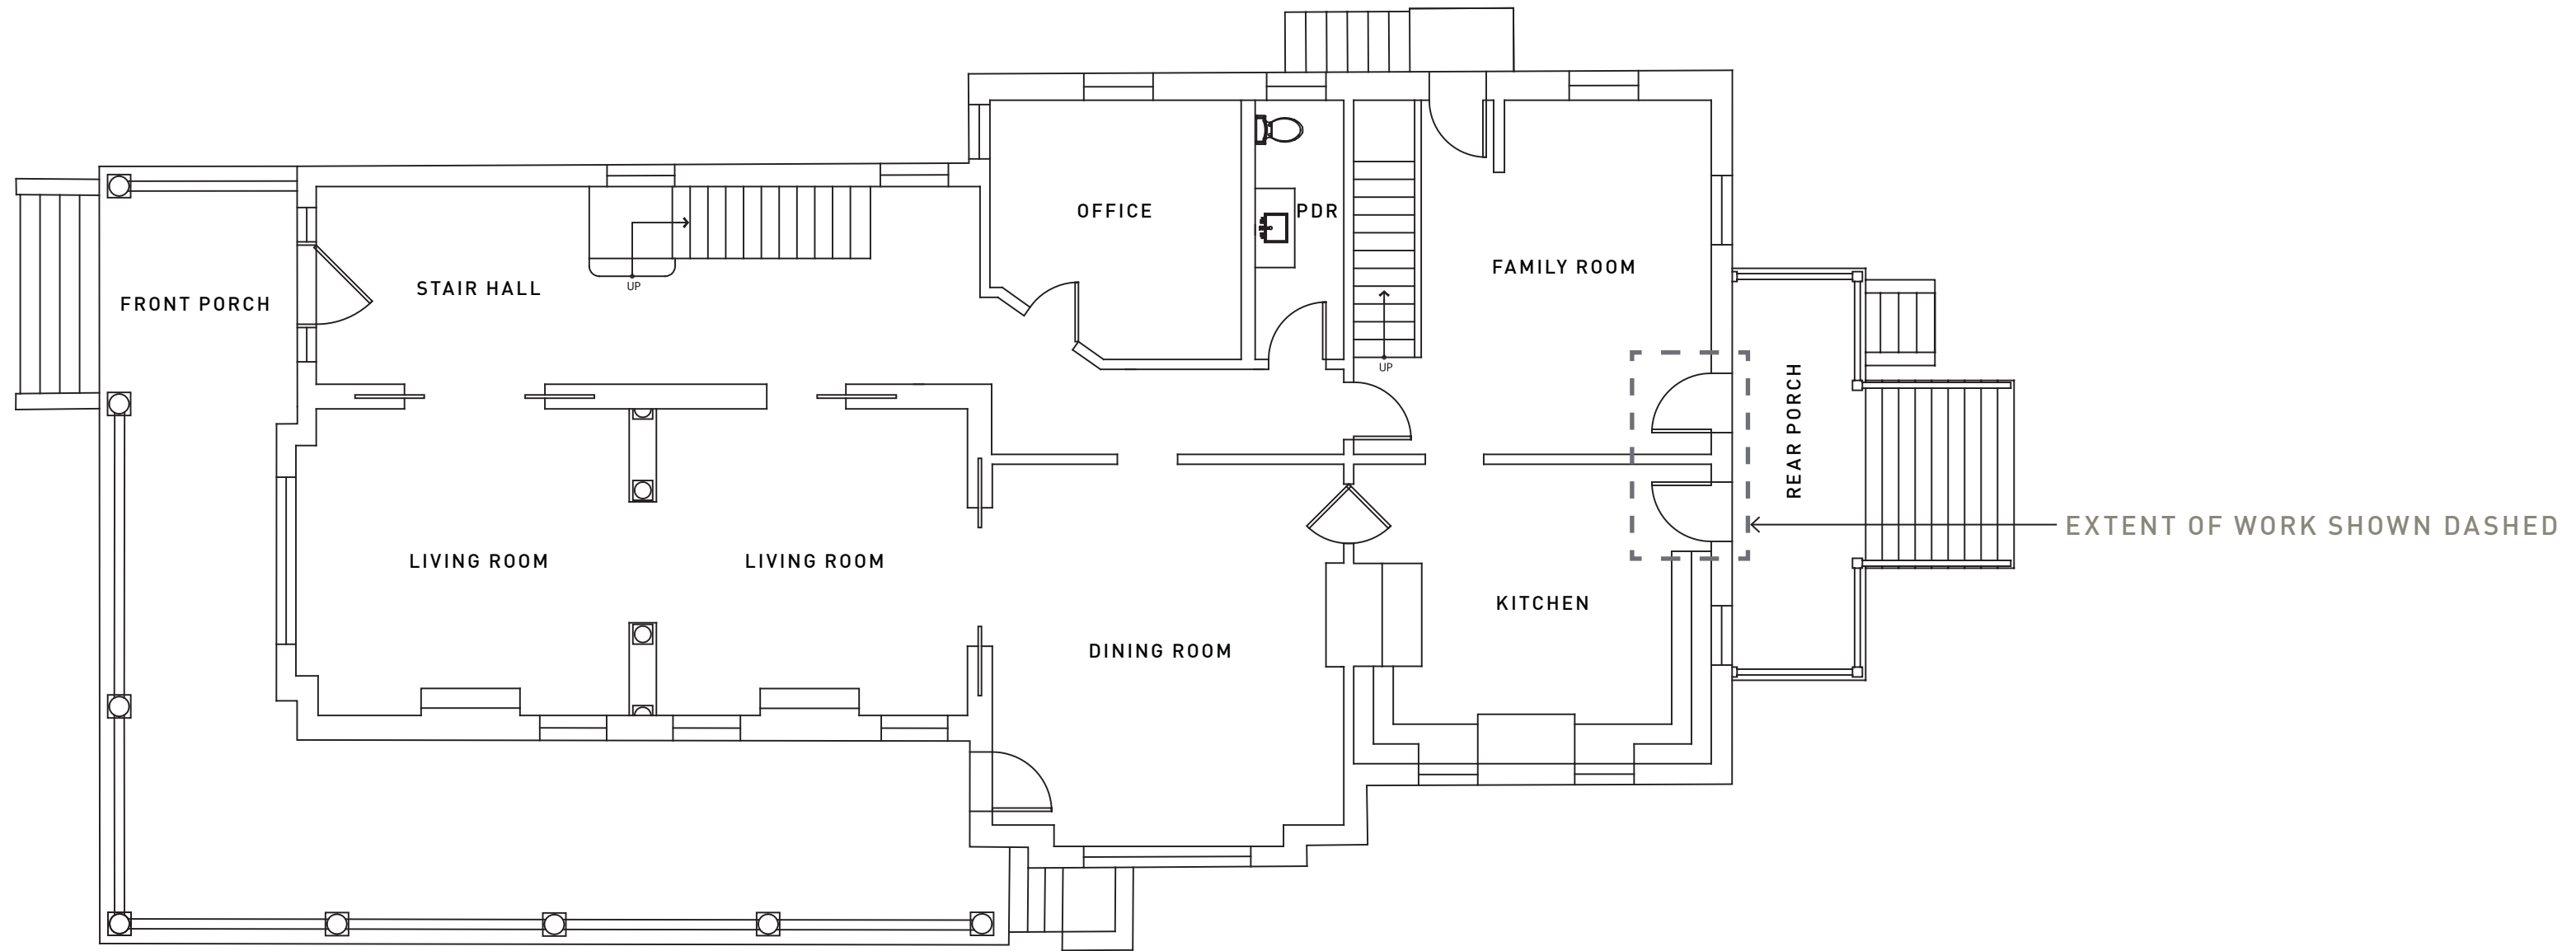 OFFICE
PDR
FAMILY ROOM
STAIR HALL
UP
FRONT PORCH
UP
REAR PORCH
EXTENT OF WORK SHOWN DASHED
LIVING ROOM
LIVING ROOM
KITCHEN
DINING ROOM